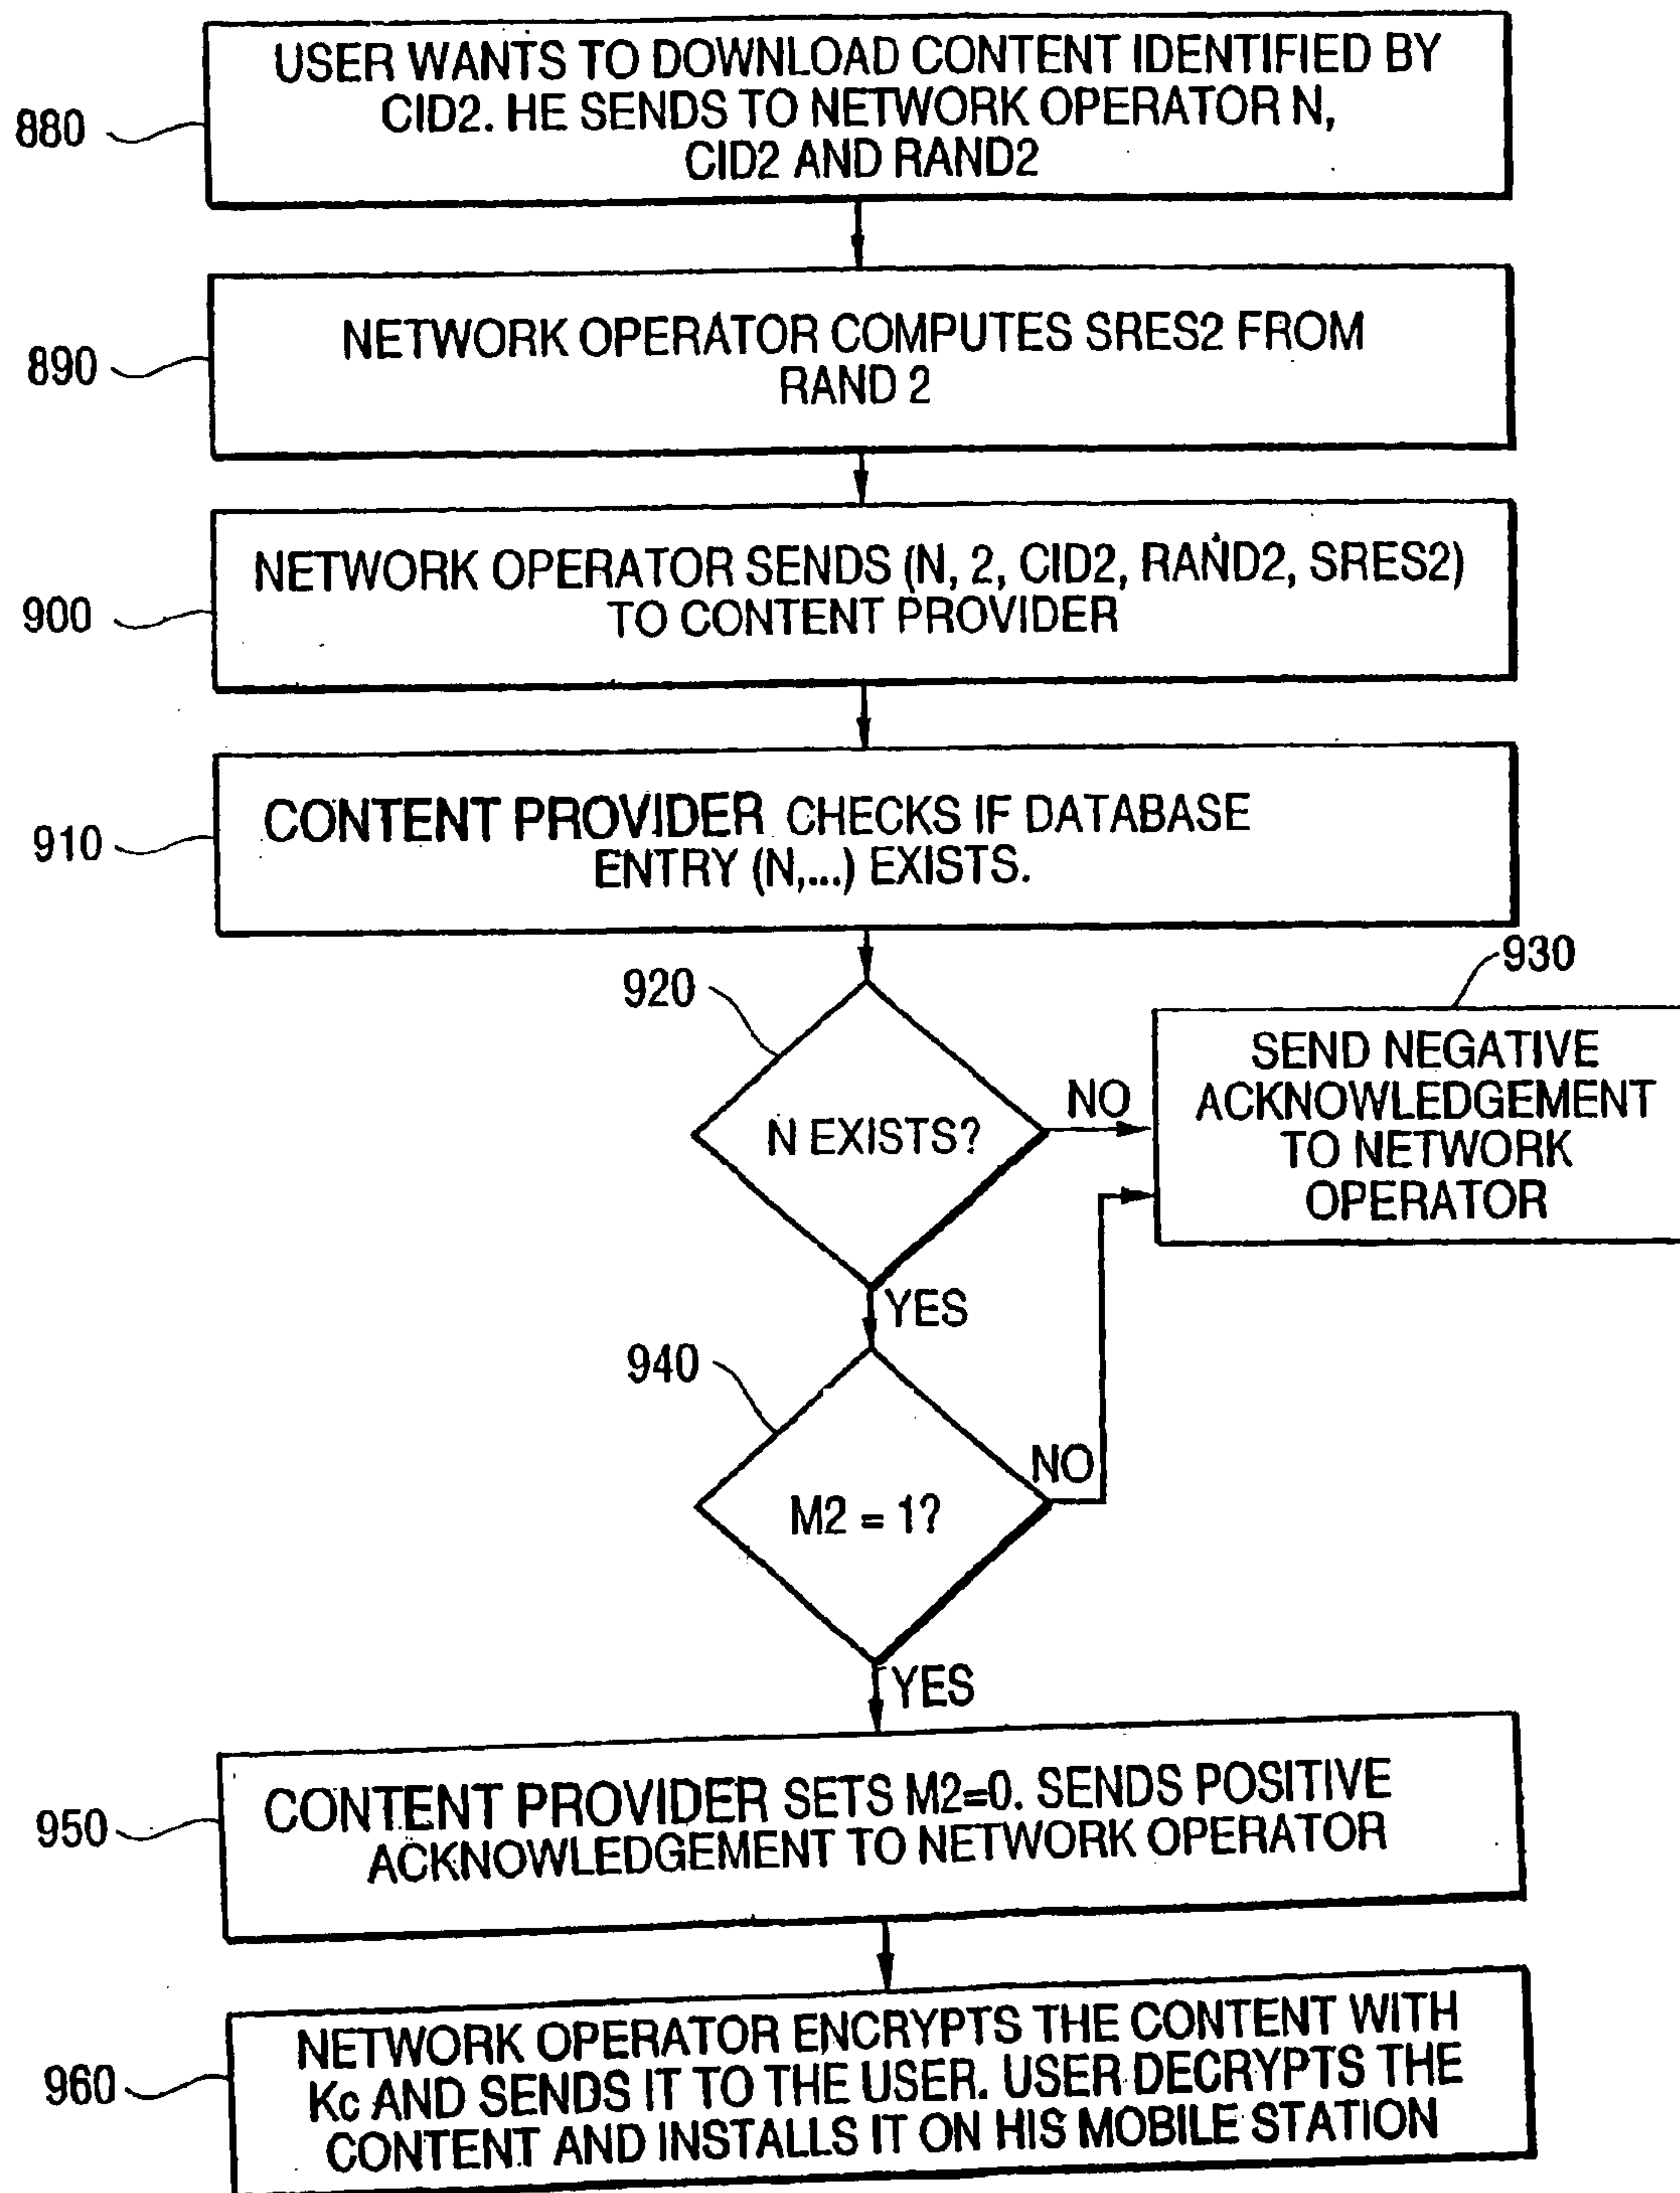 USER WANTS TO DOWNLOAD CONTENT IDENTIFIED BY
CID2. HE SENDS TO NETWORK OPERATOR N,
CID2 AND RAND2
880
NETWORK OPERATOR COMPUTES SRES2 FROM
RAND 2
890
NETWORK OPERATOR SENDS (N, 2, CID2, RAND2, SRES2)
TO CONTENT PROVIDER
900
CONTENT PROVIDER CHECKS IF DATABASE
ENTRY (N,...) EXISTS.
910
920
N EXISTS?
NO
930
SEND NEGATIVE
ACKNOWLEDGEMENT
TO NETWORK
OPERATOR
YES
940
M2 = 1?
NO
YES
CONTENT PROVIDER SETS M2=0. SENDS POSITIVE
ACKNOWLEDGEMENT TO NETWORK OPERATOR
950
NETWORK OPERATOR ENCRYPTS THE CONTENT WITH
Kc AND SENDS IT TO THE USER. USER DECRYPTS THE
CONTENT AND INSTALLS IT ON HIS MOBILE STATION
960